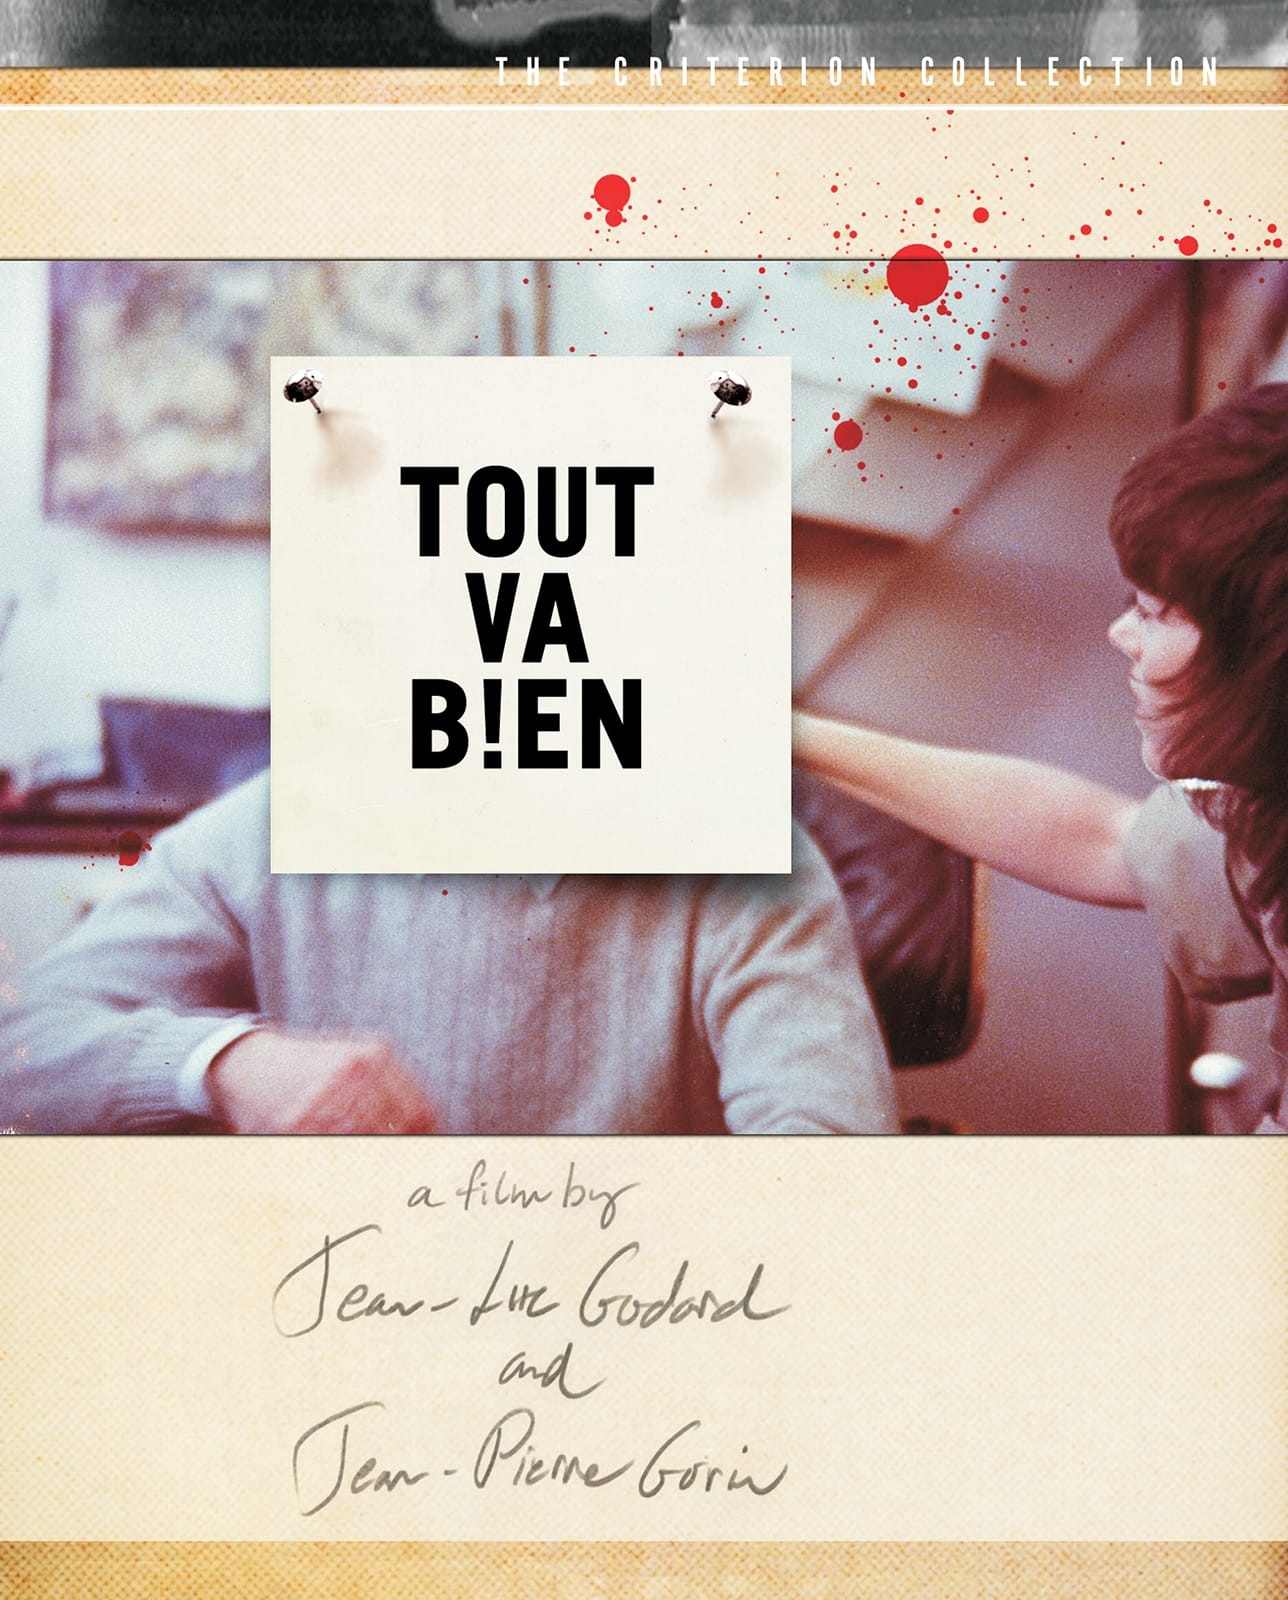 THE CRITERION COLLECTION
TOUT
VA
B!EN
a film by
Jean-Luc Godard
and
Jean-Pierre Gorin